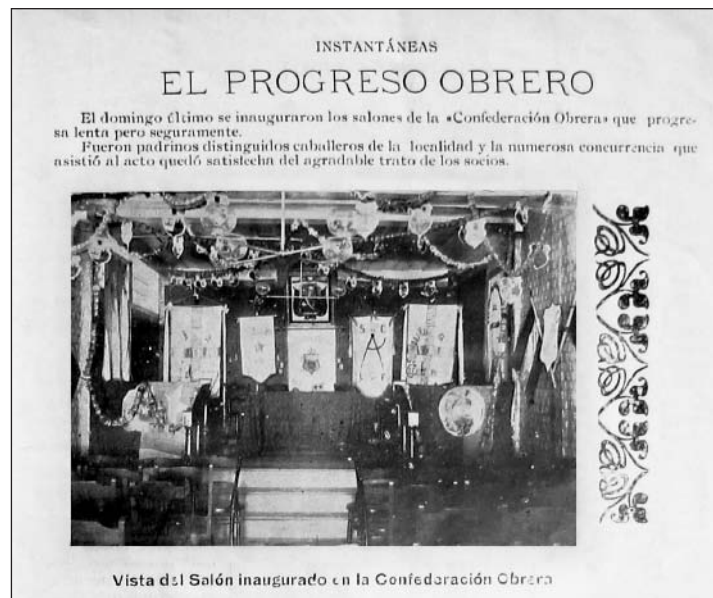 INSTANTÁNEAS
EL PROGRESO OBRERO
El domingo último se inauguraron los salones de la «Confederación Obrera» que progre-
sa lenta pero seguramente.
Fueron padrinos distinguidos caballeros de la localidad y la numerosa concurrencia que
asistió al acto quedó satisfecha del agradable trato de los socios.
S C
A
Vista del Salón inaugurado en la Confederación Obrera